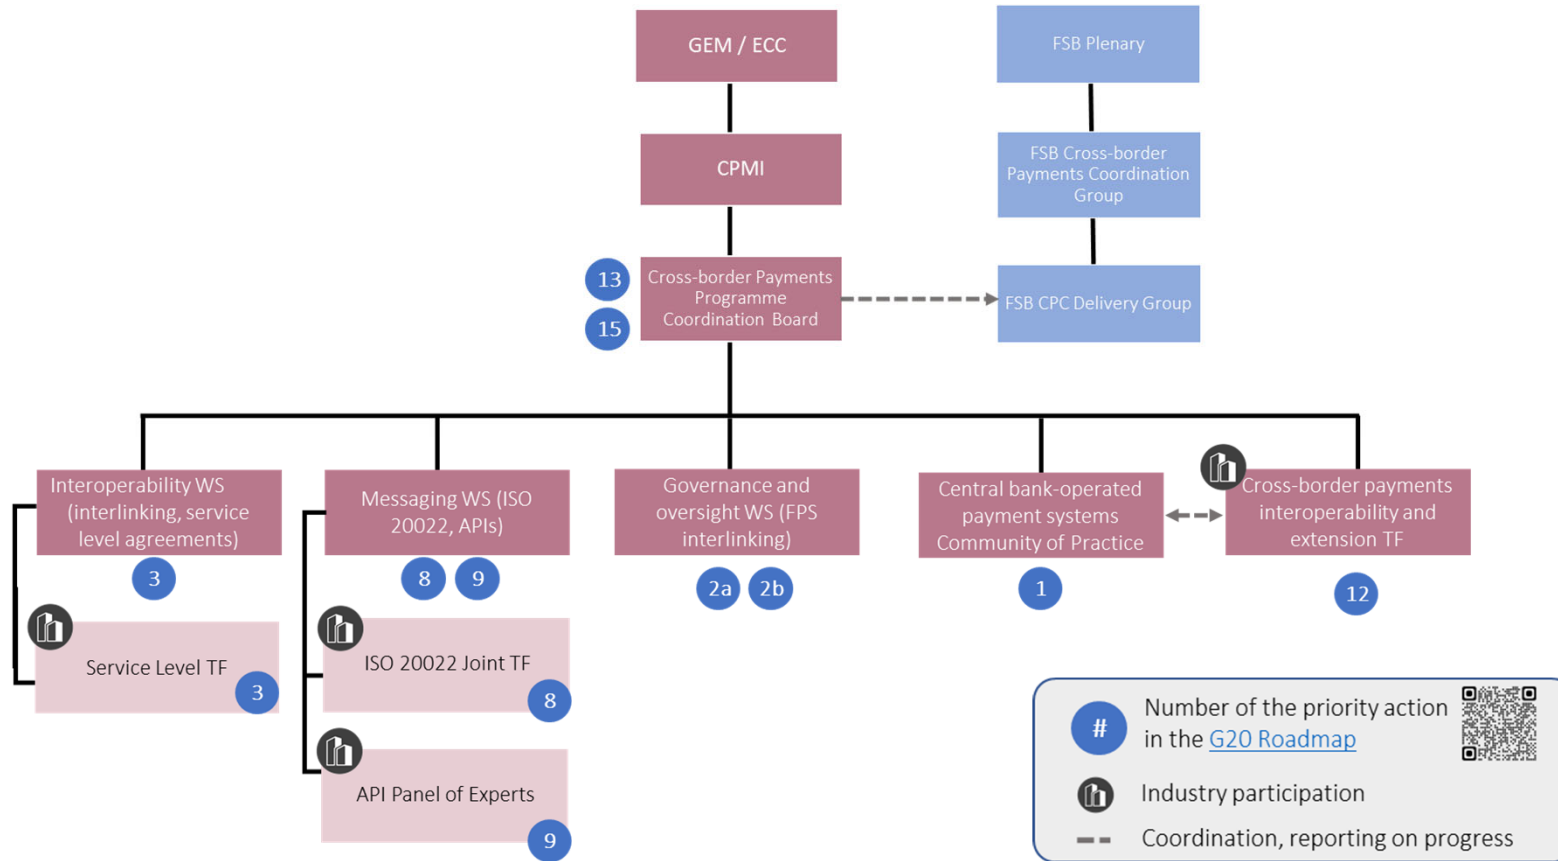 GEM / ECC
FSB Plenary
CPMI
FSB Cross-border
Payments Coordination
Group
13
15
Cross-border Payments
Programme
Coordination Board
FSB CPC Delivery Group
Interoperability WS
(interlinking, service
level agreements)
3
Messaging WS (ISO
20022, APIs)
8
9
Governance and
oversight WS (FPS
interlinking)
2a
2b
Central bank-operated
payment systems
Community of Practice
1
Cross-border payments
interoperability and
extension TF
12
Service Level TF
3
ISO 20022 Joint TF
8
API Panel of Experts
9
# Number of the priority action
in the G20 Roadmap
Industry participation
Coordination, reporting on progress